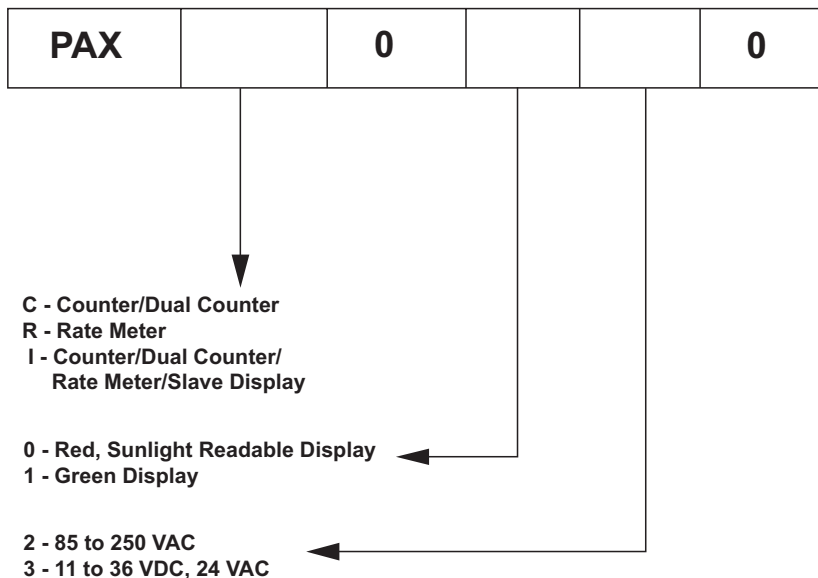 PAX 0 0
C - Counter/Dual Counter
R - Rate Meter
I - Counter/Dual Counter/
Rate Meter/Slave Display
0 - Red, Sunlight Readable Display
1 - Green Display
2 - 85 to 250 VAC
3 - 11 to 36 VDC, 24 VAC